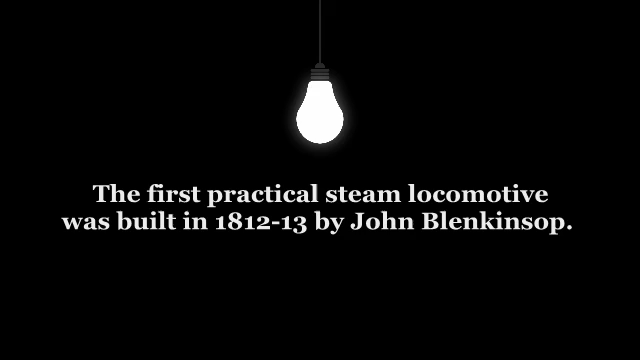 The first practical steam locomotive
was built in 1812-13 by John Blenkinsop.